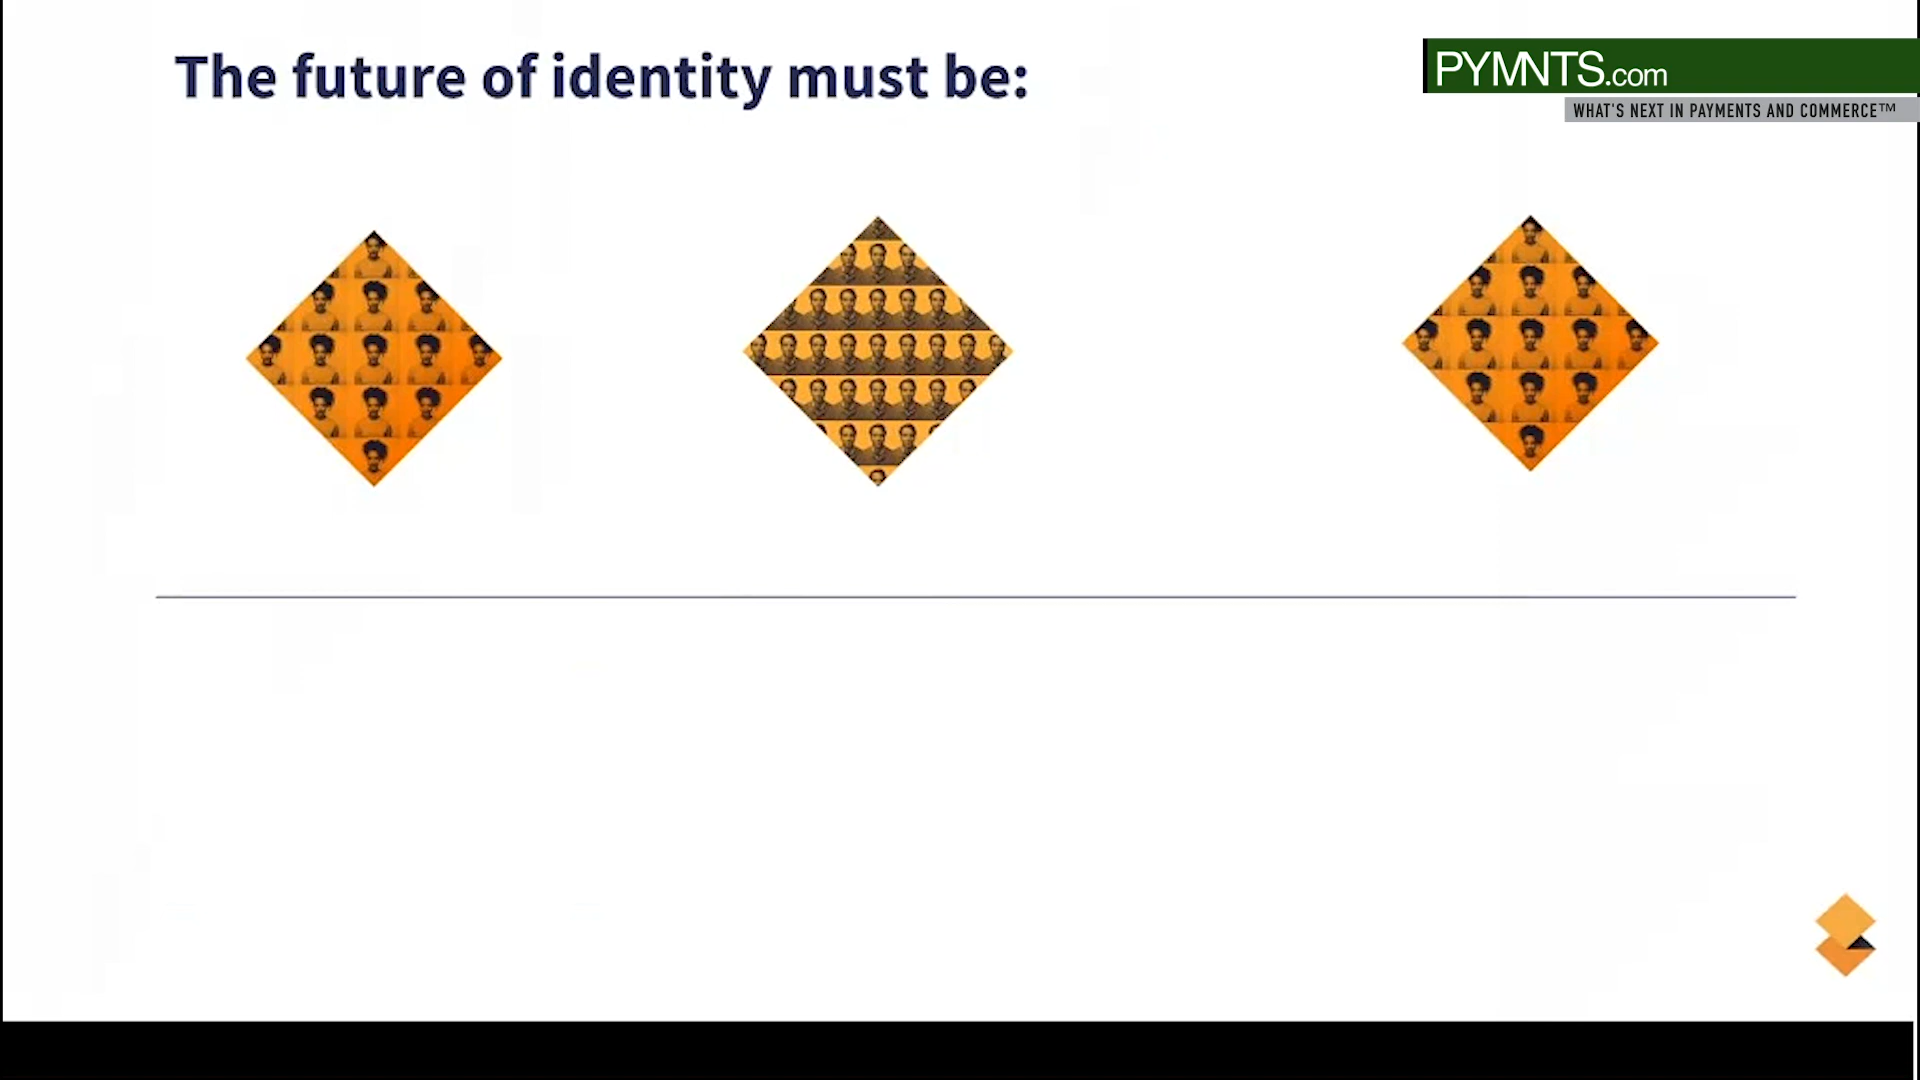 The future of identity must be:
PYMNTS.com
WHAT'S NEXT IN PAYMENTS AND COMMERCE™